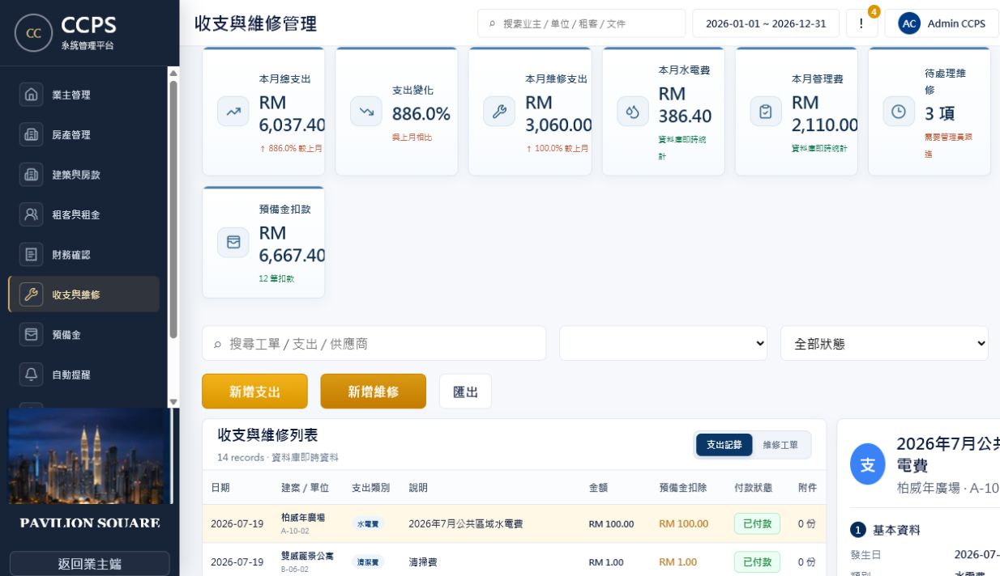 CC
CCPS
系統管理平台
業主管理
房產管理
建築與房款
租客與租金
財務確認
收支與維修
預備金
自動提醒
PAVILION SQUARE
返回業主端
收支與維修管理
搜索业主 / 单位 / 租客 / 文件
2026-01-01 ~ 2026-12-31
!
4
AC
Admin CCPS
本月總支出
RM
6,037.40
↑ 886.0% 較上月
支出變化
886.0%
與上月相比
本月維修支出
RM
3,060.00
↑ 100.0% 較上月
本月水電費
RM
386.40
資料庫即時統
計
本月管理費
RM
2,110.00
資料庫即時統計
待處理維
修
3 項
需要管理員跟
進
預備金扣款
RM
6,667.40
12 筆扣款
搜尋工單 / 支出 / 供應商
全部狀態
新增支出
新增維修
匯出
收支與維修列表
14 records · 資料庫即時資料
支出記錄
維修工單
日期 建案 / 單位 支出類別 說明 金額 預備金扣除 付款狀態 附件
2026-07-19 柏威年廣場 水電費 2026年7月公共區域水電費 RM 100.00 RM 100.00 已付款 0 份
A-10-02
2026-07-19 雙威麗景公寓 清潔費 清掃費 RM 1.00 RM 1.00 已付款 0 份
B-06-02
支
2026年7月公共
電費
柏威年廣場 · A-10
1 基本資料
發生日 2026-07-
類別 水電費